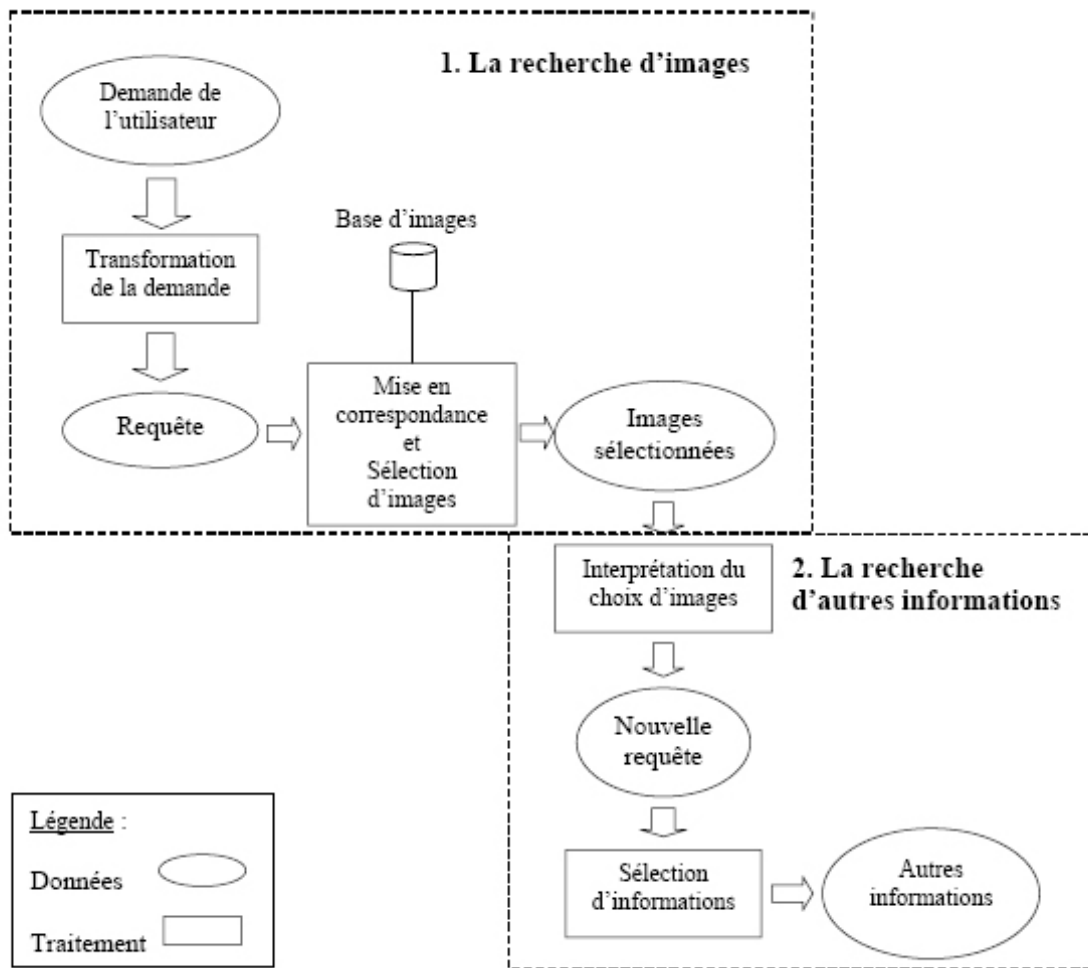 1. La recherche d’images
Demande de
l’utilisateur
Transformation
de la demande
Base d’images
Requête
Mise en
correspondance
et
Sélection
d’images
Images
sélectionnées
2. La recherche
d’autres informations
Interprétation du
choix d’images
Nouvelle
requête
Sélection
d’informations
Autres
informations
Légende :
Données
Traitement